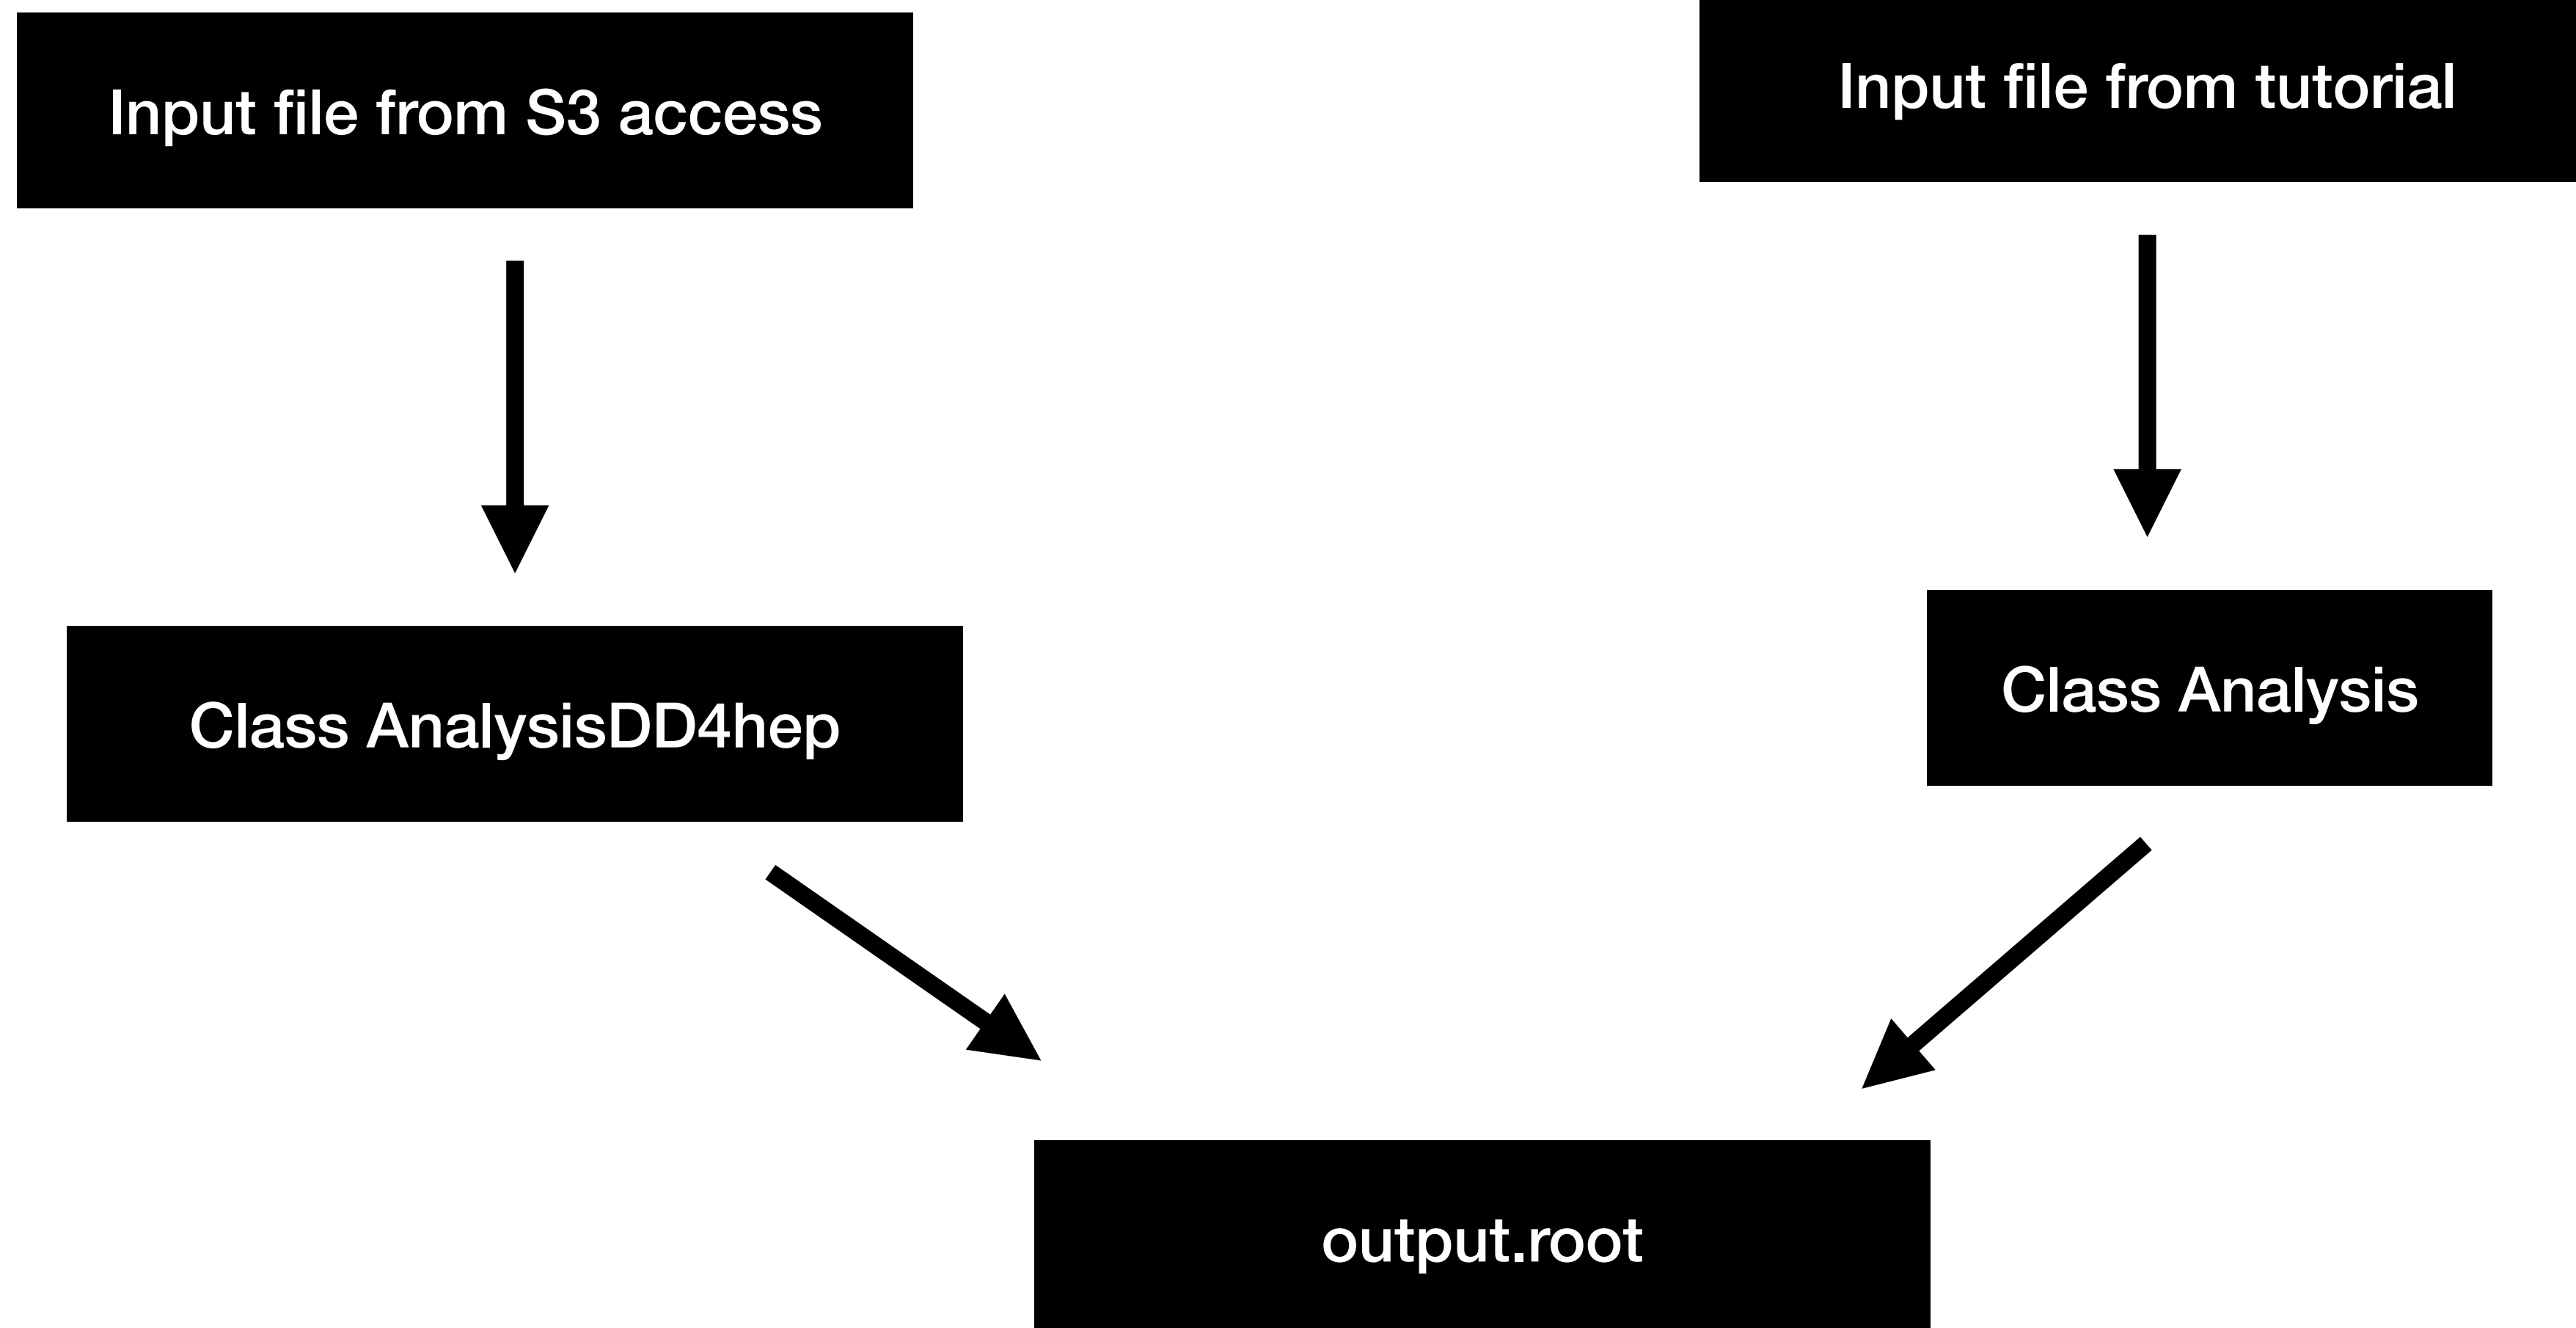 Input file from S3 access
Input file from tutorial
Class AnalysisDD4hep
Class Analysis
output.root